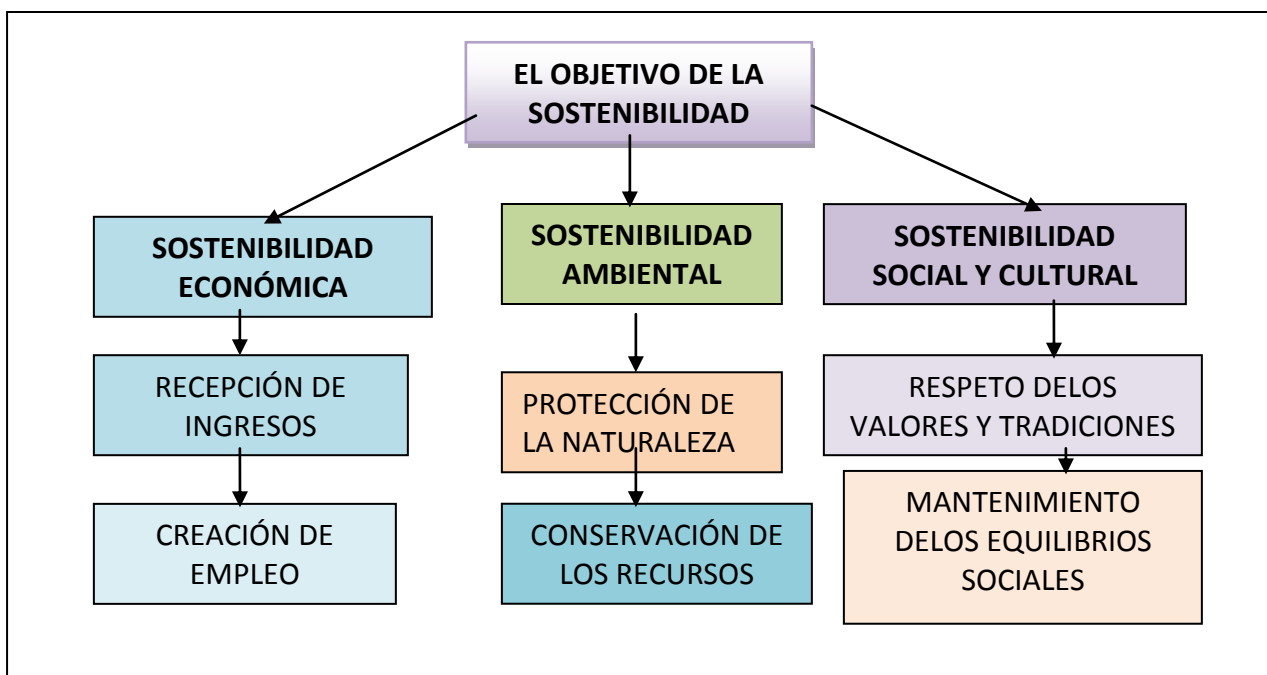 EL OBJETIVO DE LA
SOSTENIBILIDAD
SOSTENIBILIDAD
ECONÓMICA
RECEPCIÓN DE
INGRESOS
CREACIÓN DE
EMPLEO
SOSTENIBILIDAD
AMBIENTAL
PROTECCIÓN DE
LA NATURALEZA
CONSERVACIÓN DE
LOS RECURSOS
SOSTENIBILIDAD
SOCIAL Y CULTURAL
RESPETO DELOS
VALORES Y TRADICIONES
MANTENIMIENTO
DELOS EQUILIBRIOS
SOCIALES